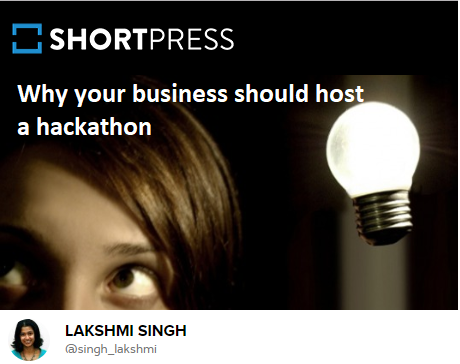 SHORTPRESS
Why your business should host
a hackathon
LAKSHMI SINGH
@singh_lakshmi